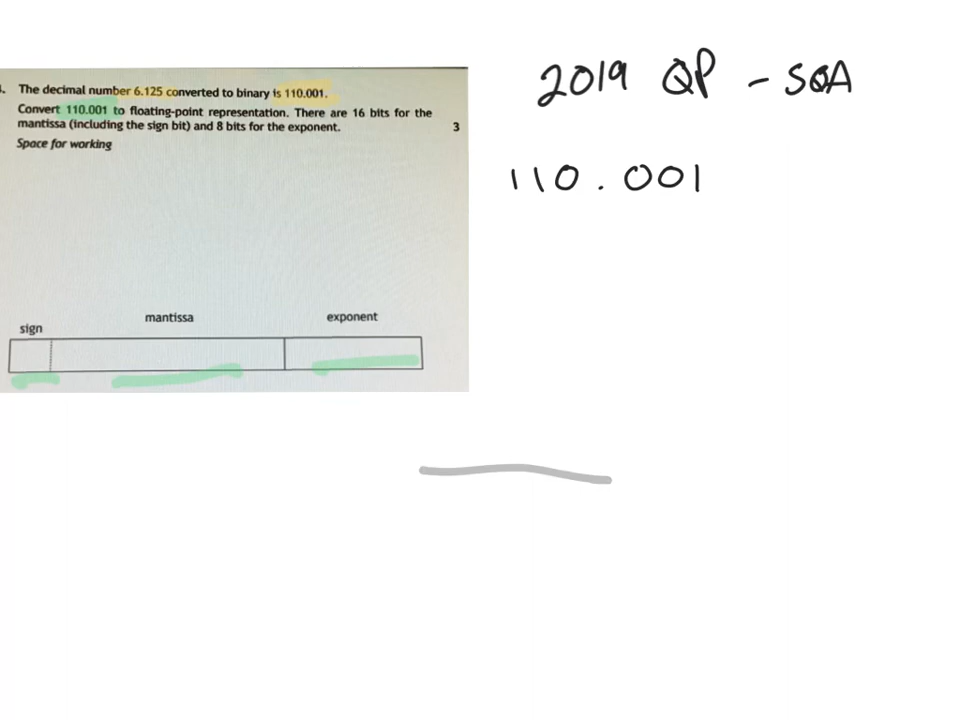 . The decimal number 6.125 converted to binary is 110.001.
Convert 110.001 to floating-point representation. There are 16 bits for the
mantissa (including the sign bit) and 8 bits for the exponent.
3
Space for working
sign
mantissa
exponent
2019 QP - SQA
110.001